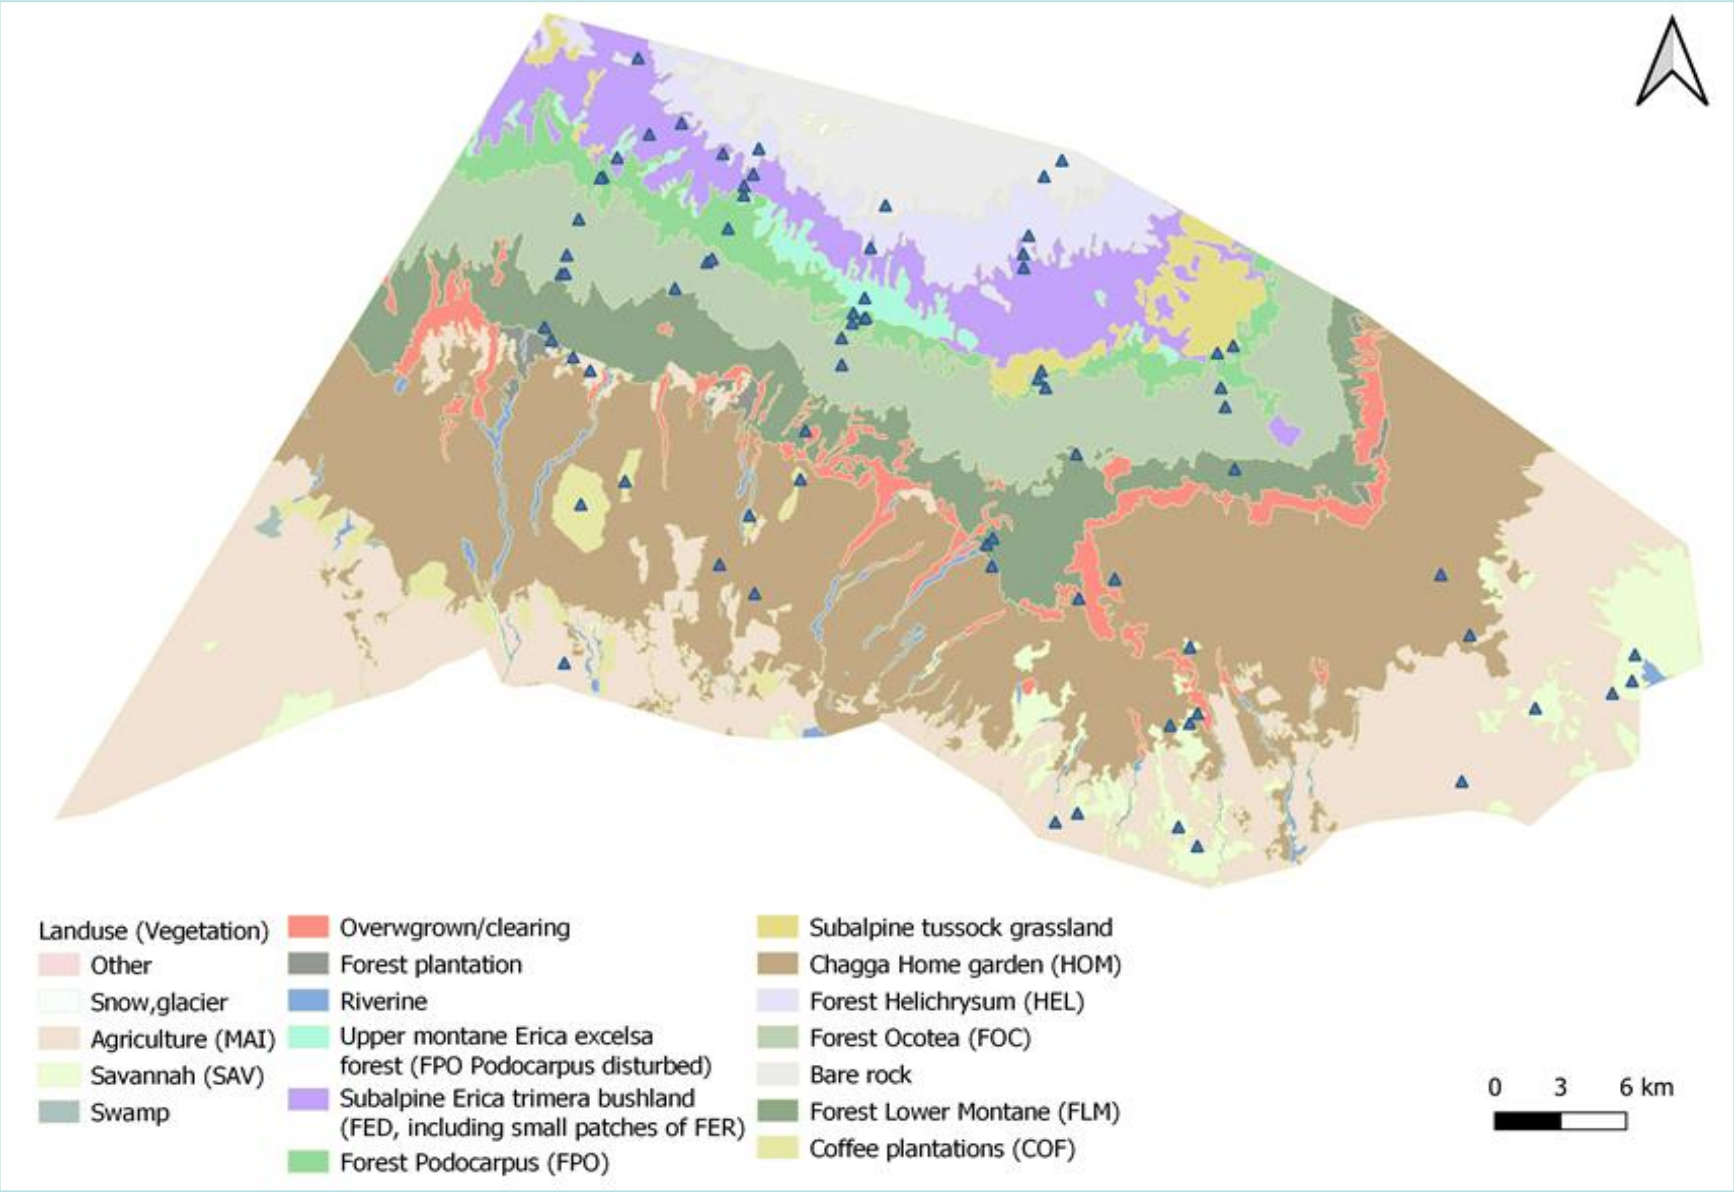 Landuse (Vegetation)
Other
Snow,glacier
Agriculture (MAI)
Savannah (SAV)
Swamp
Overwgrown/clearing
Forest plantation
Riverine
Upper montane Erica excelsa
forest (FPO Podocarpus disturbed)
Subalpine Erica trimera bushland
(FED, including small patches of FER)
Forest Podocarpus (FPO)
Subalpine tussock grassland
Chagga Home garden (HOM)
Forest Helichrysum (HEL)
Forest Ocotea (FOC)
Bare rock
Forest Lower Montane (FLM)
Coffee plantations (COF)
0 3 6 km